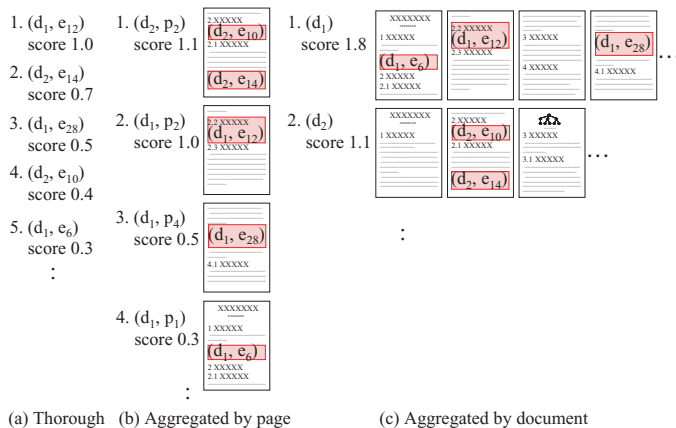 1. (d₁, e₁₂)
score 1.0
2. (d₂, e₁₄)
score 0.7
3. (d₁, e₂₈)
score 0.5
4. (d₂, e₁₀)
score 0.4
5. (d₁, e₆)
score 0.3
:
(a) Thorough
1. (d₂, p₂)
score 1.1
2 XXXXX
(d₂, e₁₀)
2.1 XXXXX
(d₂, e₁₄)
2. (d₁, p₂)
score 1.0
2.2 XXXXX
(d₁, e₁₂)
2.3 XXXXX
3. (d₁, p₄)
score 0.5
(d₁, e₂₈)
4.1 XXXXX
4. (d₁, p₁)
score 0.3
XXXXXXX
1 XXXXX
(d₁, e₆)
2 XXXXX
2.1 XXXXX
:
(b) Aggregated by page
1. (d₁)
score 1.8
XXXXXXX
1 XXXXX
(d₁, e₆)
2 XXXXX
2.1 XXXXX
2.2 XXXXX
(d₁, e₁₂)
2.3 XXXXX
3 XXXXX
4 XXXXX
(d₁, e₂₈)
4.1 XXXXX
...
2. (d₂)
score 1.1
XXXXXXX
1 XXXXX
2 XXXXX
(d₂, e₁₀)
2.1 XXXXX
(d₂, e₁₄)
3 XXXXX
3.1 XXXXX
...
:
(c) Aggregated by document